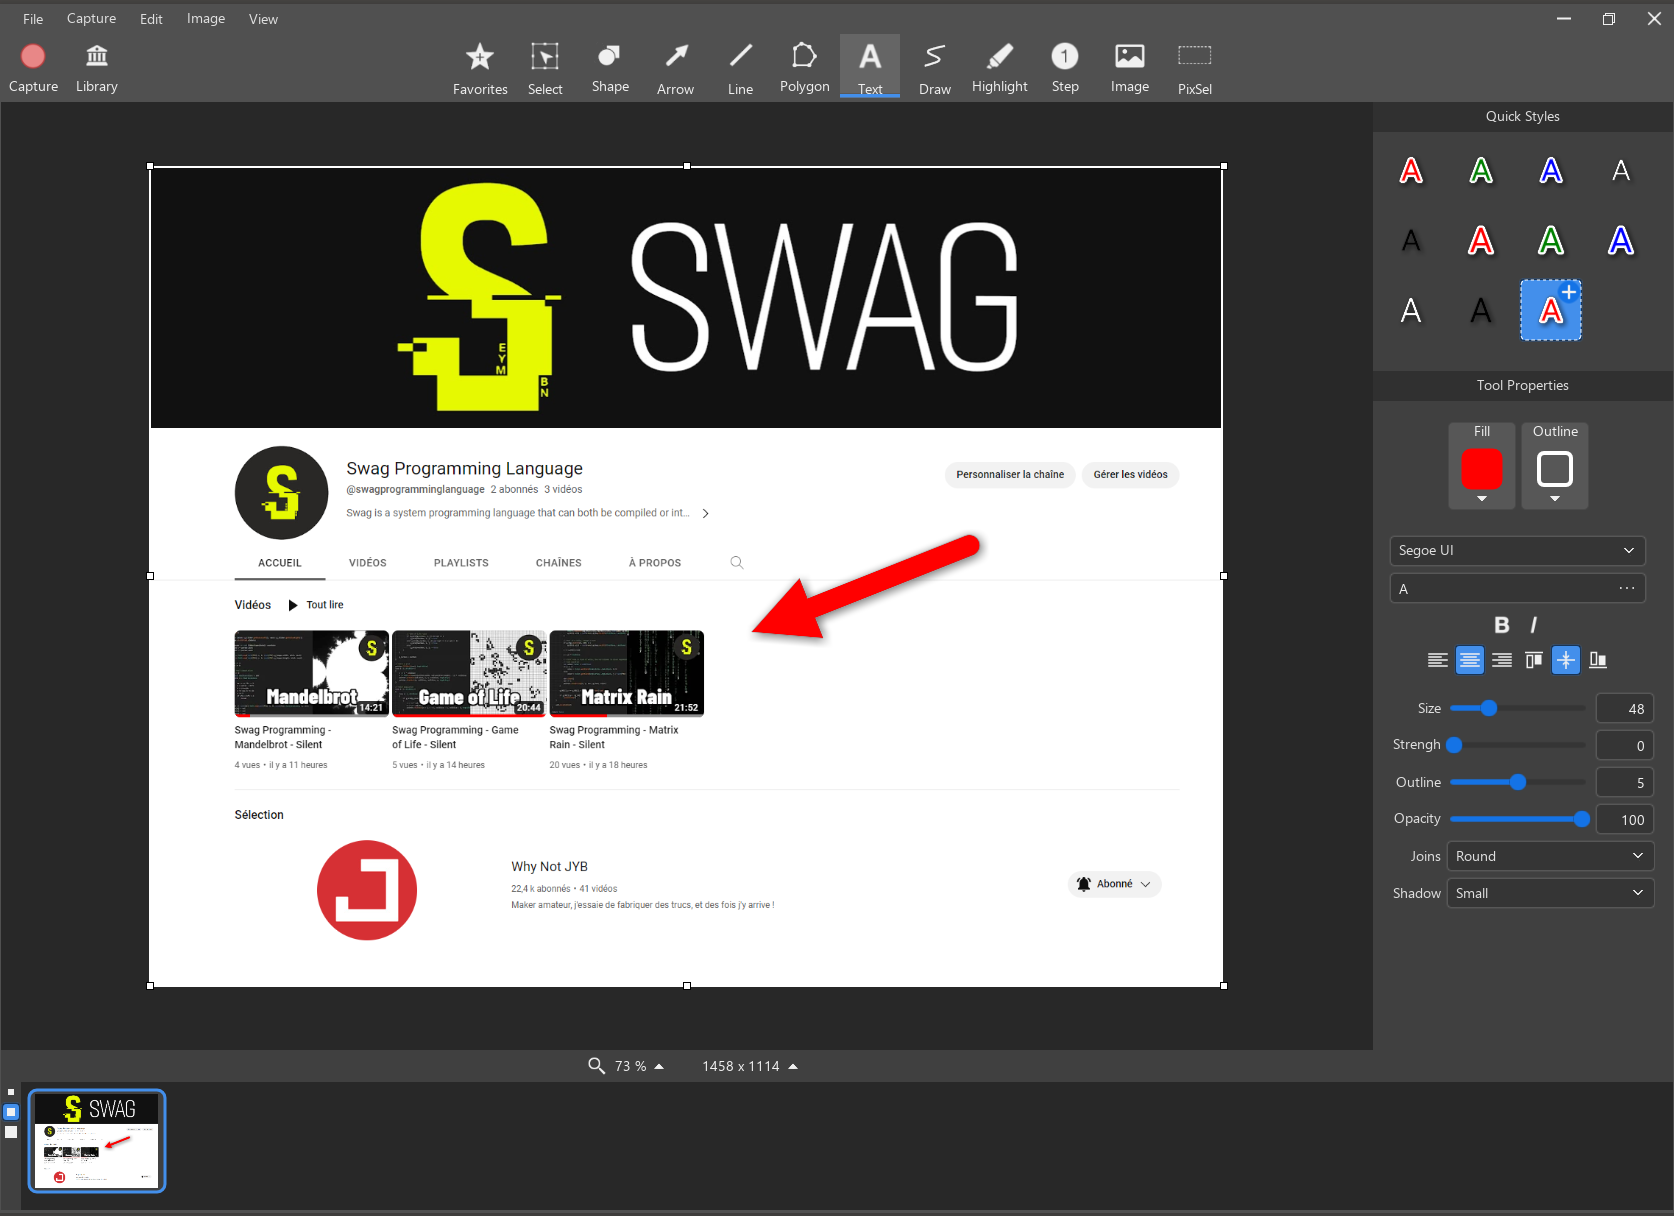 File Capture Edit Image View
Capture Library Favorites Select Shape Arrow Line Polygon Text Draw Highlight Step Image PixSel
Quick Styles
A A A A
A A A A
A A A
SWAG
EYM
BN
Tool Properties
Fill Outline
Swag Programming Language
@swagprogramminglanguage 2 abonnés 3 vidéos
Swag is a system programming language that can both be compiled or int...
Personnaliser la chaîne Gérer les vidéos
ACCUEIL VIDÉOS PLAYLISTS CHAÎNES À PROPOS
Vidéos Tout lire
Mandelbrot 14:21
Game of Life 20:44
Matrix Rain 21:52
Swag Programming -
Mandelbrot - Silent
4 vues • il y a 11 heures
Swag Programming - Game
of Life - Silent
5 vues • il y a 14 heures
Swag Programming - Matrix
Rain - Silent
20 vues • il y a 18 heures
Sélection
Why Not JYB
22,4 k abonnés • 41 vidéos
Maker amateur, j'essaie de fabriquer des trucs, et des fois j'y arrive !
Abonné
Segoe UI
A ...
B I
Size 48
Strengh 0
Outline 5
Opacity 100
Joins Round
Shadow Small
73 % 1458 x 1114
SWAG